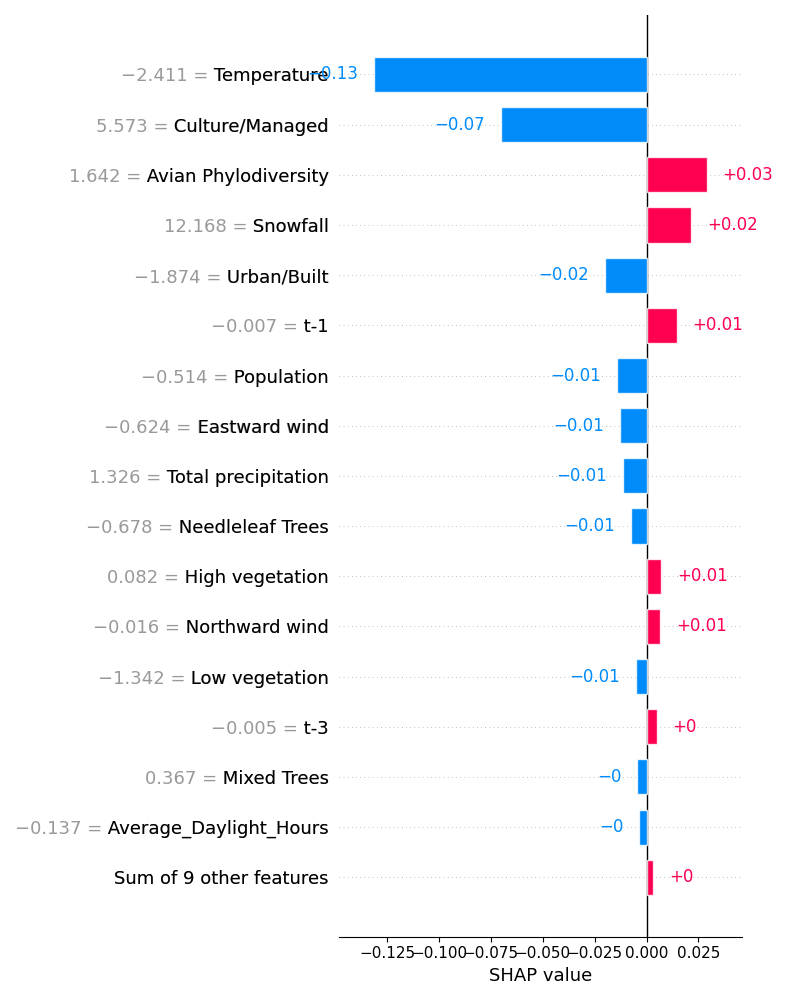 −2.411 = Temperature −0.13
5.573 = Culture/Managed −0.07
1.642 = Avian Phylodiversity +0.03
12.168 = Snowfall +0.02
−1.874 = Urban/Built −0.02
−0.007 = t-1 +0.01
−0.514 = Population −0.01
−0.624 = Eastward wind −0.01
1.326 = Total precipitation −0.01
−0.678 = Needleleaf Trees −0.01
0.082 = High vegetation +0.01
−0.016 = Northward wind +0.01
−1.342 = Low vegetation −0.01
−0.005 = t-3 +0
0.367 = Mixed Trees −0
−0.137 = Average_Daylight_Hours −0
Sum of 9 other features +0
−0.125 −0.100 −0.075 −0.050 −0.025 0.000 0.025
SHAP value